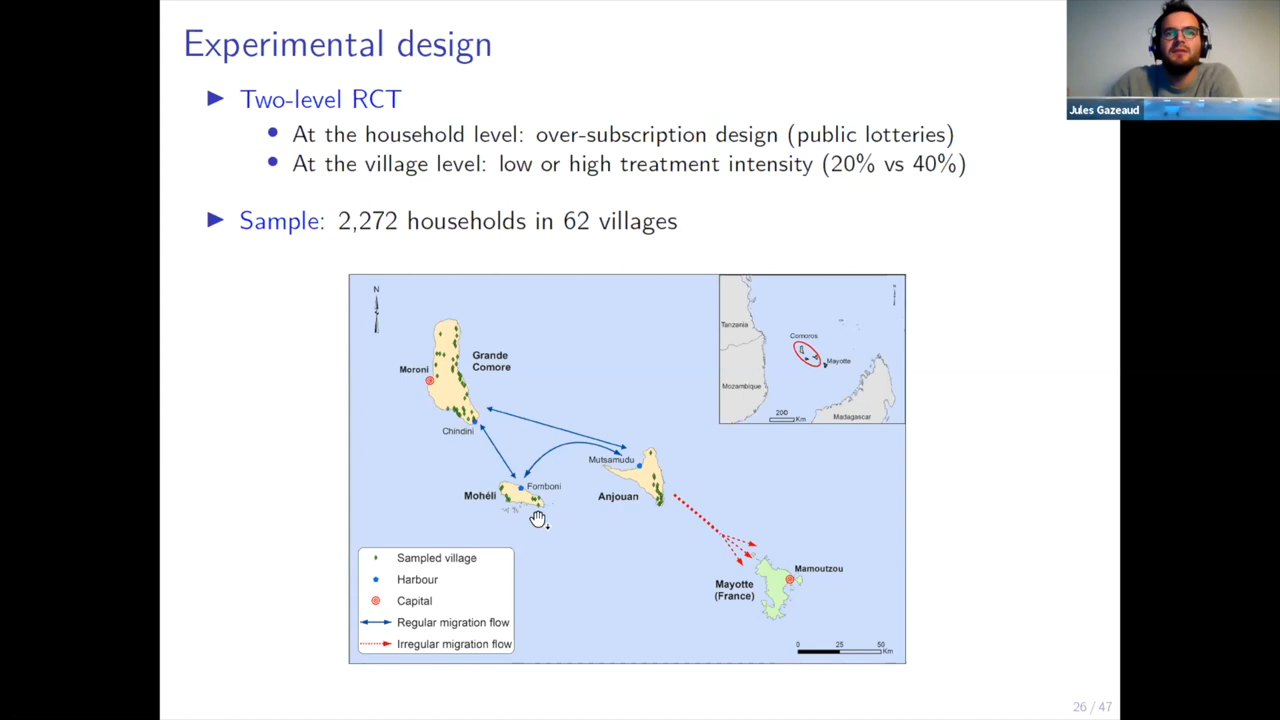 Experimental design
Jules Gazeaud
Two-level RCT
At the household level: over-subscription design (public lotteries)
At the village level: low or high treatment intensity (20% vs 40%)
Sample: 2,272 households in 62 villages
N
Tanzania
Comoros
Mayotte
Mozambique
Madagascar
200
Km
Grande
Comore
Moroni
Chindini
Mutsamudu
Fomboni
Mohéli
Anjouan
Mamoutzou
Mayotte
(France)
Sampled village
Harbour
Capital
Regular migration flow
Irregular migration flow
0 25 50
Km
26 / 47